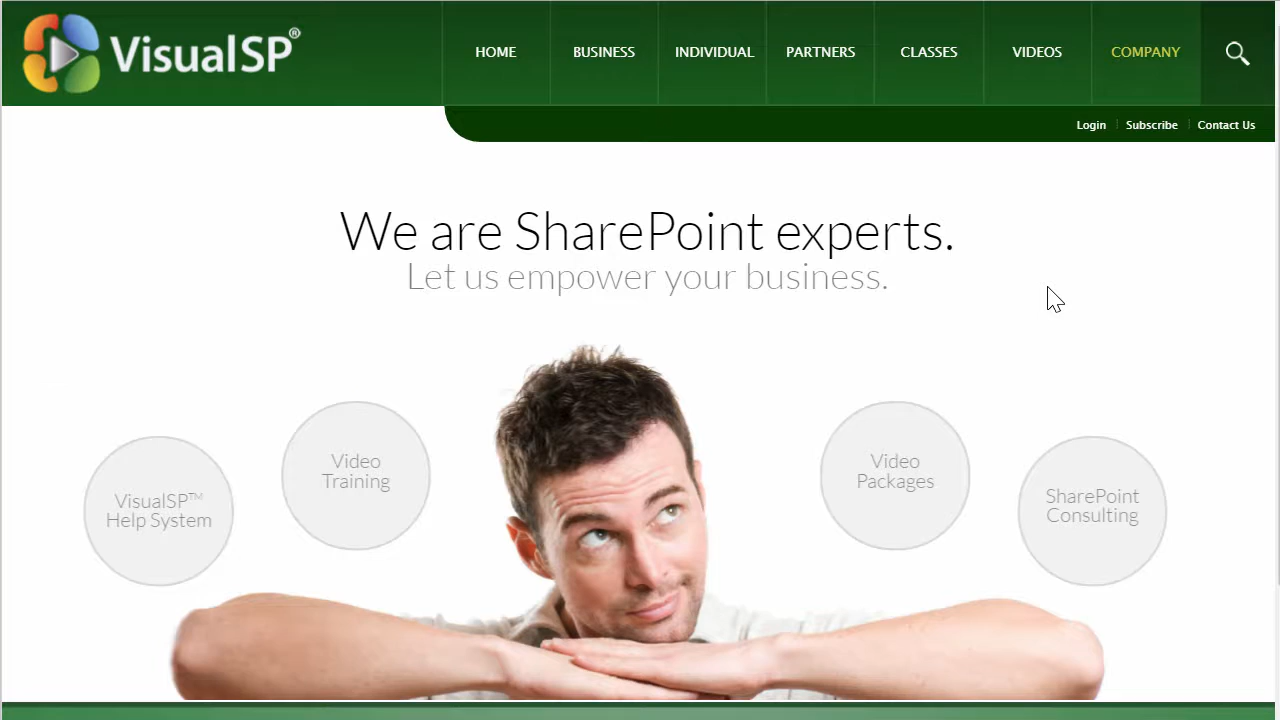 VisualSP®
HOME
BUSINESS
INDIVIDUAL
PARTNERS
CLASSES
VIDEOS
COMPANY
Login
Subscribe
Contact Us
We are SharePoint experts.
Let us empower your business.
VisualSP™
Help System
Video
Training
Video
Packages
SharePoint
Consulting